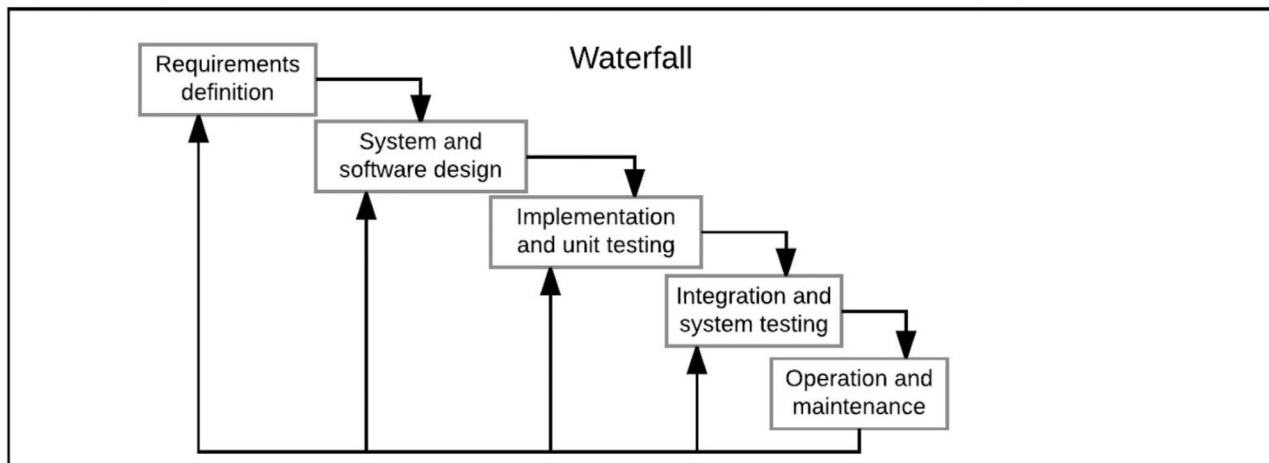 Waterfall
Requirements
definition
System and
software design
Implementation
and unit testing
Integration and
system testing
Operation and
maintenance